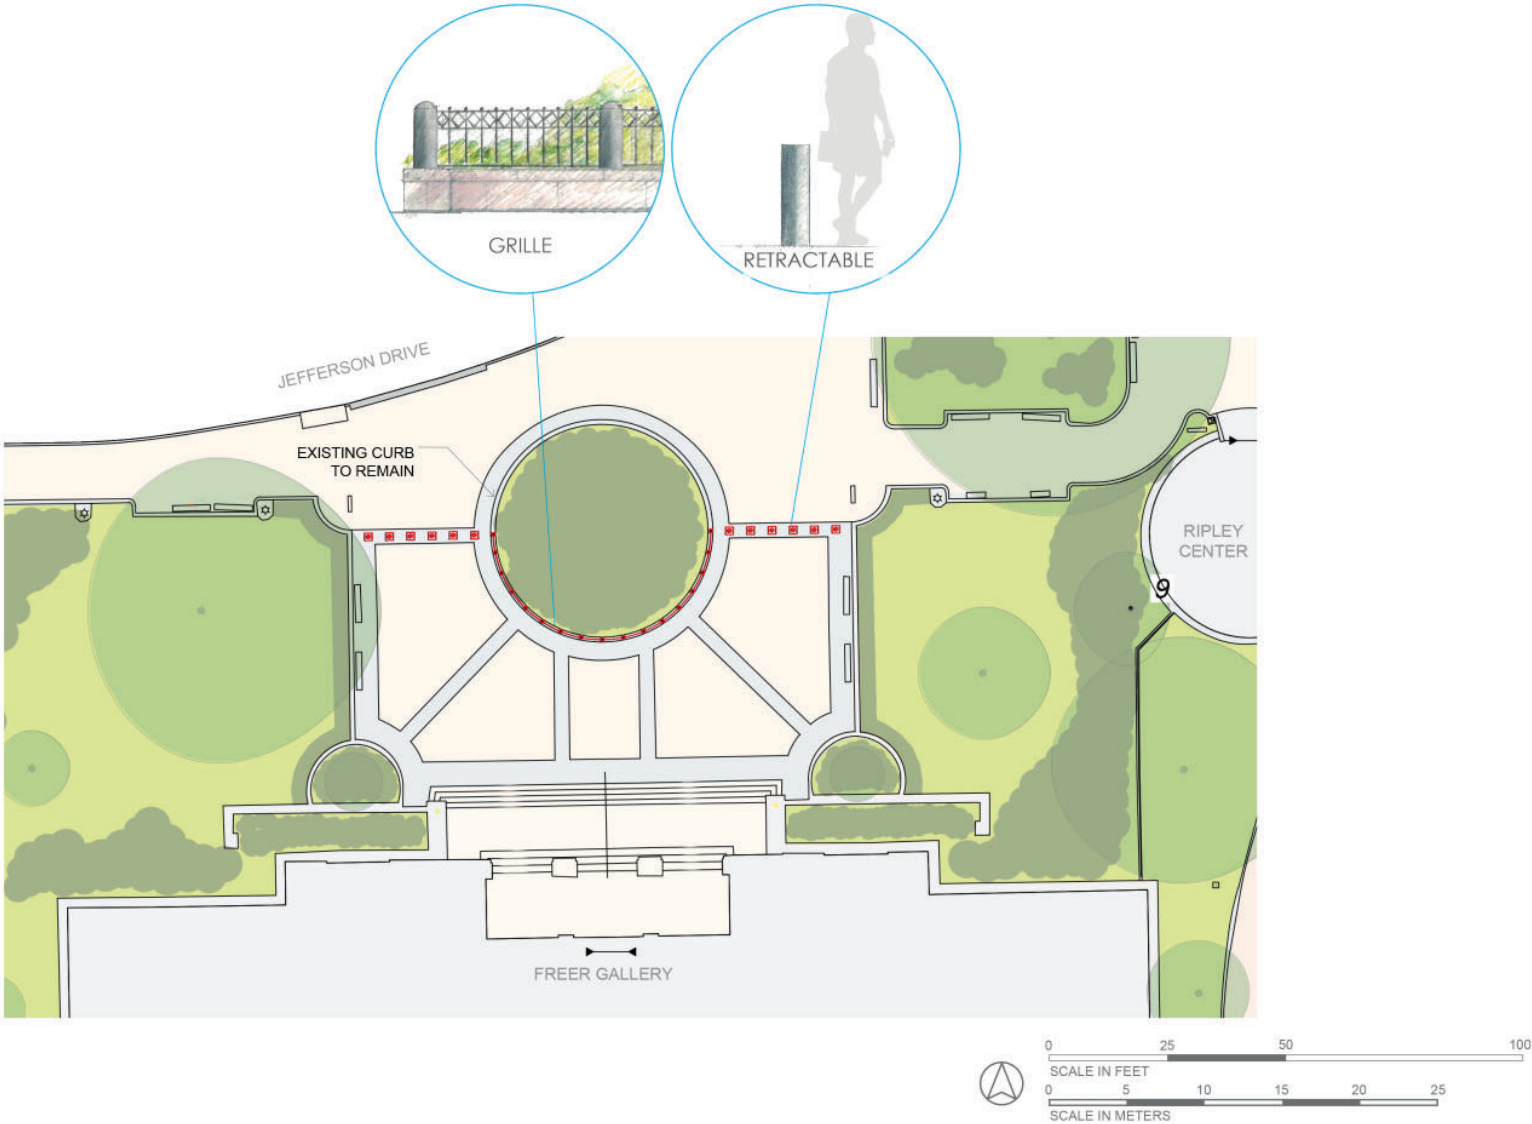 GRILLE
RETRACTABLE
JEFFERSON DRIVE
EXISTING CURB
TO REMAIN
RIPLEY
CENTER
9
FREER GALLERY
0 25 50 100
SCALE IN FEET
0 5 10 15 20 25
SCALE IN METERS